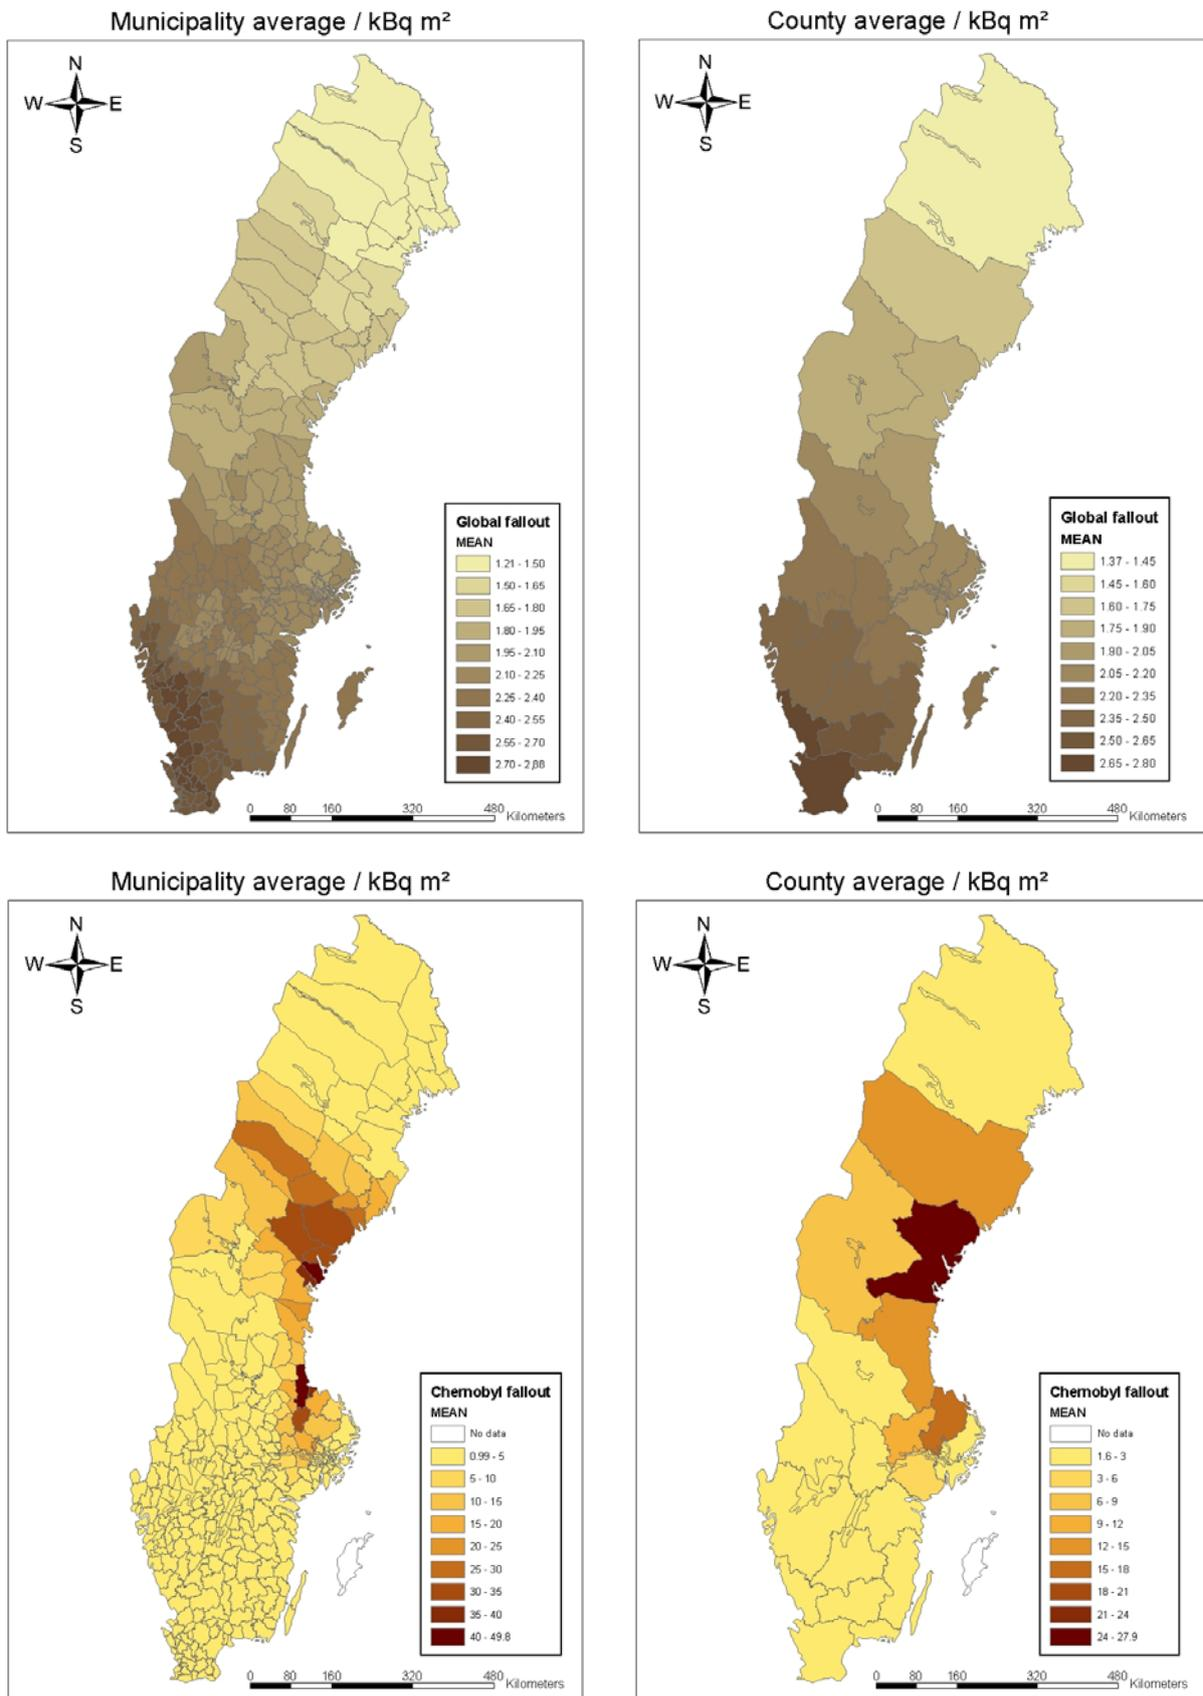 Municipality average / kBq m²
N
W E
S
Global fallout
MEAN
1.21 - 1.50
1.50 - 1.65
1.65 - 1.80
1.80 - 1.95
1.95 - 2.10
2.10 - 2.25
2.25 - 2.40
2.40 - 2.55
2.55 - 2.70
2.70 - 2,88
0 80 160 320 480 Kilometers
County average / kBq m²
N
W E
S
Global fallout
MEAN
1.37 - 1.45
1.45 - 1.60
1.60 - 1.75
1.75 - 1.90
1.90 - 2.05
2.05 - 2.20
2.20 - 2.35
2.35 - 2.50
2.50 - 2.65
2.65 - 2.80
0 80 160 320 480 Kilometers
Municipality average / kBq m²
N
W E
S
Chernobyl fallout
MEAN
No data
0.99 - 5
5 - 10
10 - 15
15 - 20
20 - 25
25 - 30
30 - 35
35 - 40
40 - 49.8
0 80 160 320 480 Kilometers
County average / kBq m²
N
W E
S
Chernobyl fallout
MEAN
No data
1.6 - 3
3 - 6
6 - 9
9 - 12
12 - 15
15 - 18
18 - 21
21 - 24
24 - 27.9
0 80 160 320 480 Kilometers